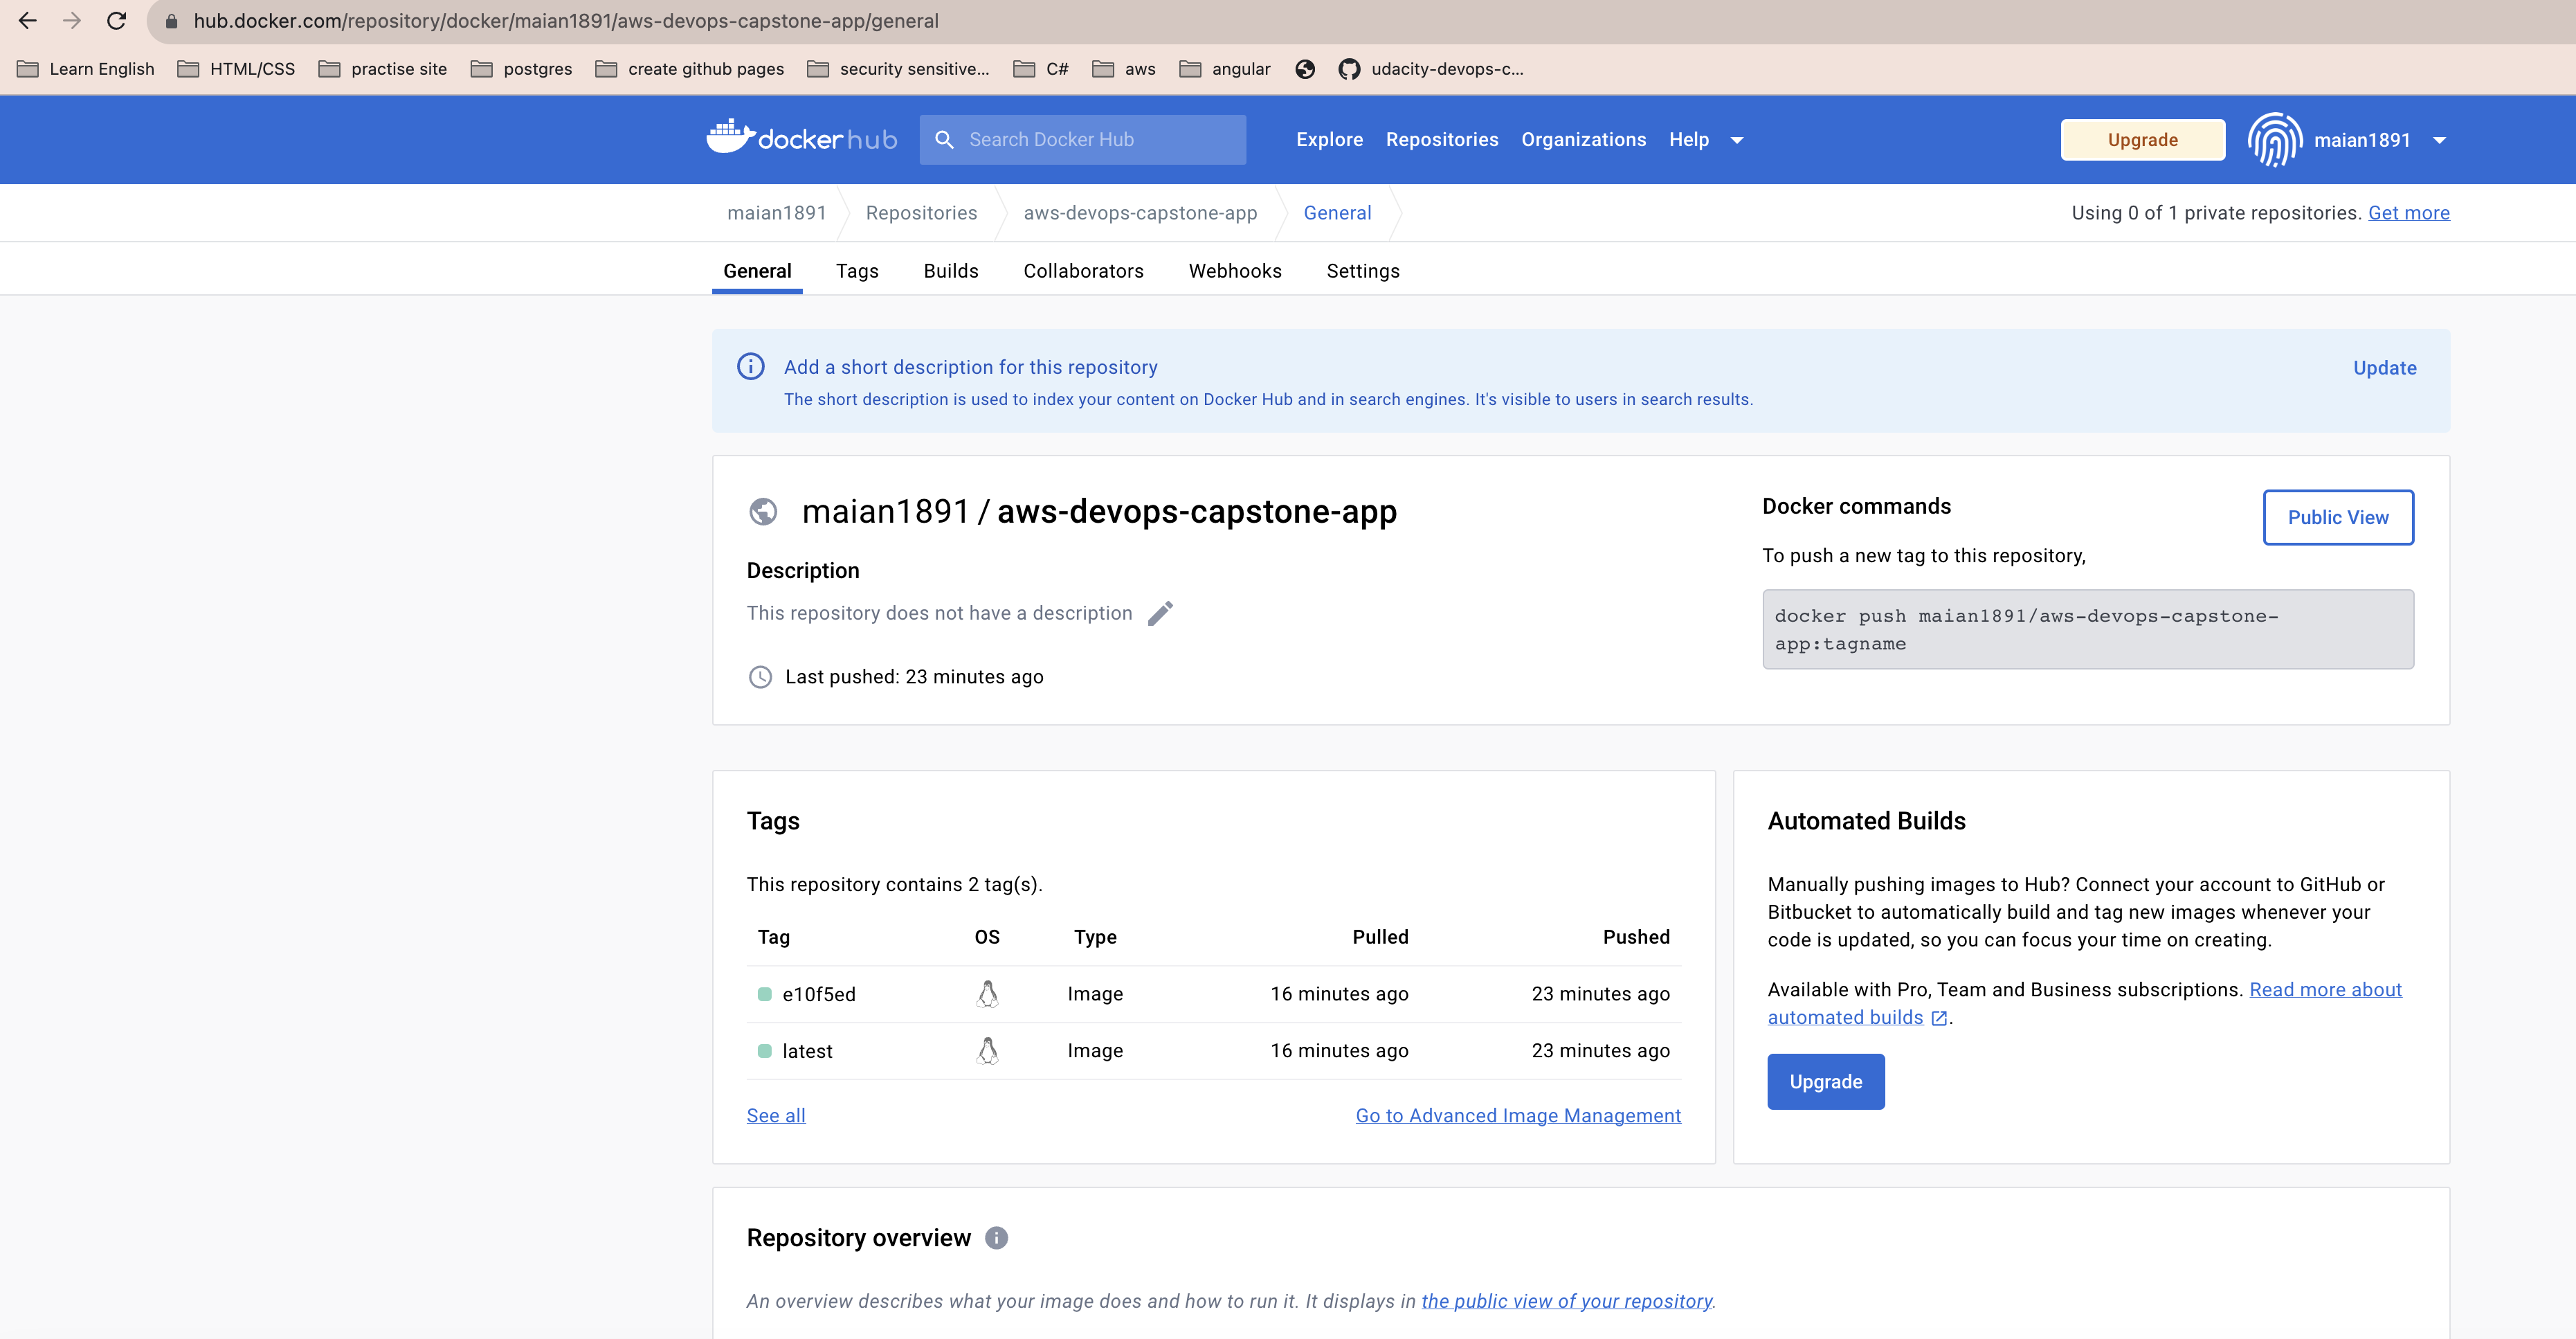 hub.docker.com/repository/docker/maian1891/aws-devops-capstone-app/general
Learn English HTML/CSS practise site postgres create github pages security sensitive... C# aws angular udacity-devops-c...
dockerhub Search Docker Hub Explore Repositories Organizations Help Upgrade maian1891
maian1891 Repositories aws-devops-capstone-app General Using 0 of 1 private repositories. Get more
General Tags Builds Collaborators Webhooks Settings
Add a short description for this repository Update
The short description is used to index your content on Docker Hub and in search engines. It's visible to users in search results.
maian1891 / aws-devops-capstone-app
Description
This repository does not have a description
Last pushed: 23 minutes ago
Docker commands Public View
To push a new tag to this repository,
docker push maian1891/aws-devops-capstone-
app:tagname
Tags
This repository contains 2 tag(s).
Tag OS Type Pulled Pushed
e10f5ed Image 16 minutes ago 23 minutes ago
latest Image 16 minutes ago 23 minutes ago
See all Go to Advanced Image Management
Automated Builds
Manually pushing images to Hub? Connect your account to GitHub or
Bitbucket to automatically build and tag new images whenever your
code is updated, so you can focus your time on creating.
Available with Pro, Team and Business subscriptions. Read more about
automated builds.
Upgrade
Repository overview
An overview describes what your image does and how to run it. It displays in the public view of your repository.